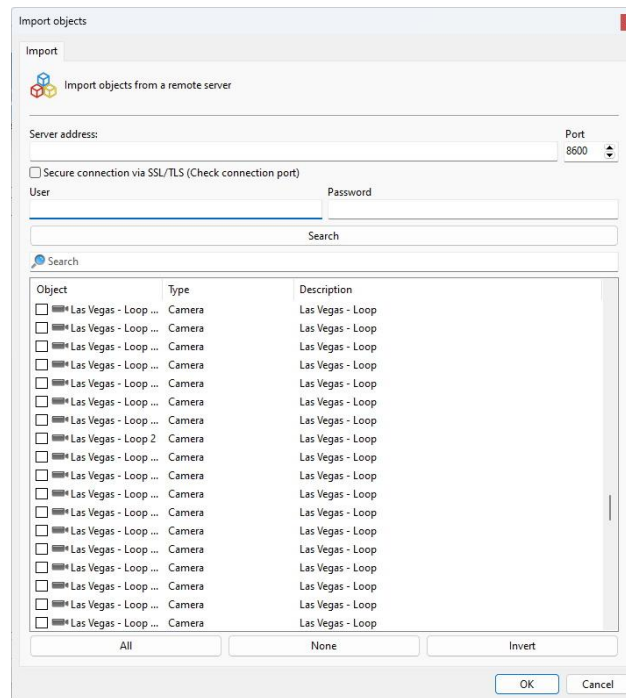 Import objects
Import
Import objects from a remote server
Server address:
Port
8600
Secure connection via SSL/TLS (Check connection port)
User
Password
Search
Search
Object Type Description
Las Vegas - Loop ... Camera Las Vegas - Loop
Las Vegas - Loop ... Camera Las Vegas - Loop
Las Vegas - Loop ... Camera Las Vegas - Loop
Las Vegas - Loop ... Camera Las Vegas - Loop
Las Vegas - Loop ... Camera Las Vegas - Loop
Las Vegas - Loop ... Camera Las Vegas - Loop
Las Vegas - Loop ... Camera Las Vegas - Loop
Las Vegas - Loop 2 Camera Las Vegas - Loop
Las Vegas - Loop ... Camera Las Vegas - Loop
Las Vegas - Loop ... Camera Las Vegas - Loop
Las Vegas - Loop ... Camera Las Vegas - Loop
Las Vegas - Loop ... Camera Las Vegas - Loop
Las Vegas - Loop ... Camera Las Vegas - Loop
Las Vegas - Loop ... Camera Las Vegas - Loop
Las Vegas - Loop ... Camera Las Vegas - Loop
Las Vegas - Loop ... Camera Las Vegas - Loop
Las Vegas - Loop ... Camera Las Vegas - Loop
Las Vegas - Loop ... Camera Las Vegas - Loop
All None Invert
OK Cancel